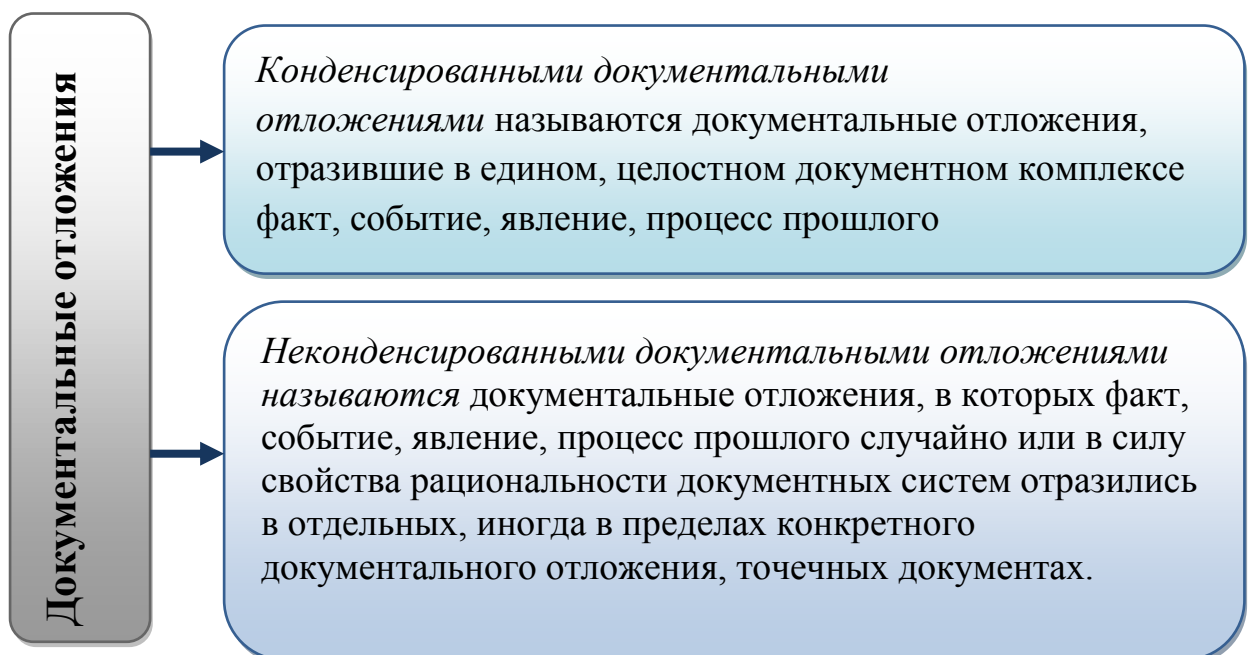 Документальные отложения
Конденсированными документальными
отложениями называются документальные отложения,
отразившие в едином, целостном документном комплексе
факт, событие, явление, процесс прошлого
Неконденсированными документальными отложениями
называются документальные отложения, в которых факт,
событие, явление, процесс прошлого случайно или в силу
свойства рациональности документных систем отразились
в отдельных, иногда в пределах конкретного
документального отложения, точечных документах.